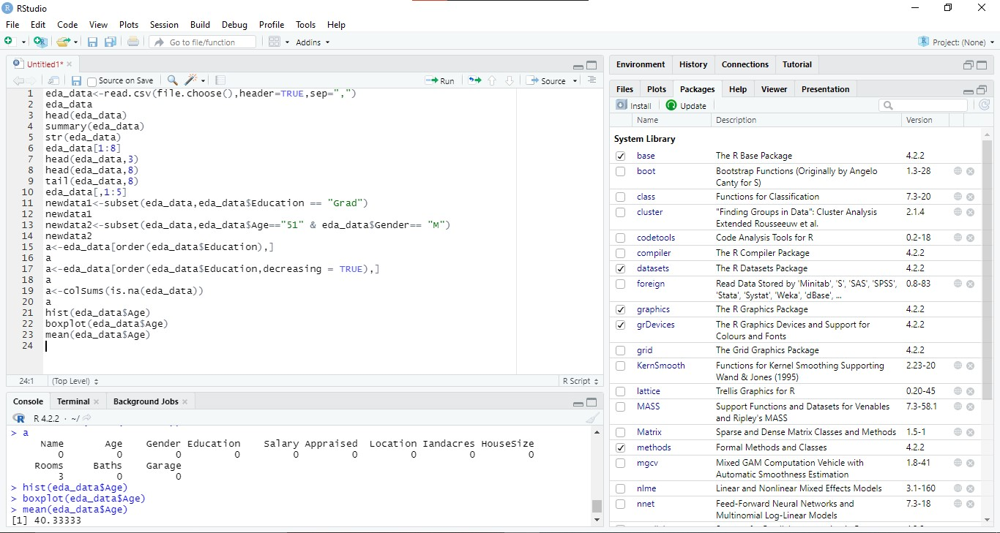 RStudio
File Edit Code View Plots Session Build Debug Profile Tools Help
Go to file/function Addins Project: (None)
Untitled1*
Source on Save Run Source
1 eda_data<-read.csv(file.choose(),header=TRUE,sep=",")
2 eda_data
3 head(eda_data)
4 summary(eda_data)
5 str(eda_data)
6 eda_data[1:8]
7 head(eda_data,3)
8 head(eda_data,8)
9 tail(eda_data,8)
10 eda_data[,1:5]
11 newdata1<-subset(eda_data,eda_data$Education == "Grad")
12 newdata1
13 newdata2<-subset(eda_data,eda_data$Age=="51" & eda_data$Gender== "M")
14 newdata2
15 a<-eda_data[order(eda_data$Education),]
16 a
17 a<-eda_data[order(eda_data$Education,decreasing = TRUE),]
18 a
19 a<-colSums(is.na(eda_data))
20 a
21 hist(eda_data$Age)
22 boxplot(eda_data$Age)
23 mean(eda_data$Age)
24
24:1 (Top Level) R Script
Console Terminal Background Jobs
R 4.2.2 · ~/
> a
Name Age Gender Education Salary Appraised Location Iandacres HouseSize
0 0 0 0 0 0 0 0 0
Rooms Baths Garage
3 0 0
> hist(eda_data$Age)
> boxplot(eda_data$Age)
> mean(eda_data$Age)
[1] 40.33333
Environment History Connections Tutorial
Files Plots Packages Help Viewer Presentation
Install Update
Name Description Version
System Library
base The R Base Package 4.2.2
boot Bootstrap Functions (Originally by Angelo 1.3-28
Canty for S)
class Functions for Classification 7.3-20
cluster "Finding Groups in Data": Cluster Analysis 2.1.4
Extended Rousseeuw et al.
codetools Code Analysis Tools for R 0.2-18
compiler The R Compiler Package 4.2.2
datasets The R Datasets Package 4.2.2
foreign Read Data Stored by 'Minitab', 'S', 'SAS', 'SPSS', 0.8-83
'Stata', 'Systat', 'Weka', 'dBase', ...
graphics The R Graphics Package 4.2.2
grDevices The R Graphics Devices and Support for 4.2.2
Colours and Fonts
grid The Grid Graphics Package 4.2.2
KernSmooth Functions for Kernel Smoothing Supporting 2.23-20
Wand & Jones (1995)
lattice Trellis Graphics for R 0.20-45
MASS Support Functions and Datasets for Venables 7.3-58.1
and Ripley's MASS
Matrix Sparse and Dense Matrix Classes and Methods 1.5-1
methods Formal Methods and Classes 4.2.2
mgcv Mixed GAM Computation Vehicle with 1.8-41
Automatic Smoothness Estimation
nlme Linear and Nonlinear Mixed Effects Models 3.1-160
nnet Feed-Forward Neural Networks and 7.3-18
Multinomial Log-Linear Models